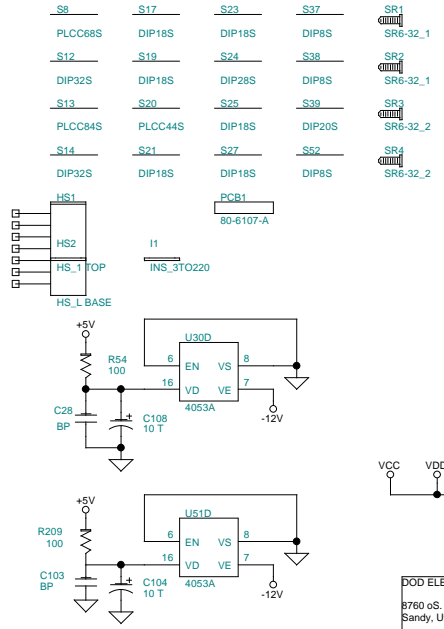 S8 S17 S23 S37 SR1
PLCC68S DIP18S DIP18S DIP8S SR6-32_1
S12 S19 S24 S38 SR2
DIP32S DIP18S DIP28S DIP8S SR6-32_1
S13 S20 S25 S39 SR3
PLCC84S PLCC44S DIP18S DIP20S SR6-32_2
S14 S21 S27 S52 SR4
DIP32S DIP18S DIP18S DIP8S SR6-32_2
HS1 PCB1
80-6107-A
HS2 I1
HS_1 TOP INS_3TO220
HS_L BASE
+5V U30D
R54 6 EN VS 8
100
16 VD VE 7
C28 4053A
BP C108 -12V
10 T
VCC VDD
+5V U51D
R209 6 EN VS 8
100
16 VD VE 7
C103 4053A
BP C104 -12V
10 T
DOD ELE
8760 oS.
Sandy, U